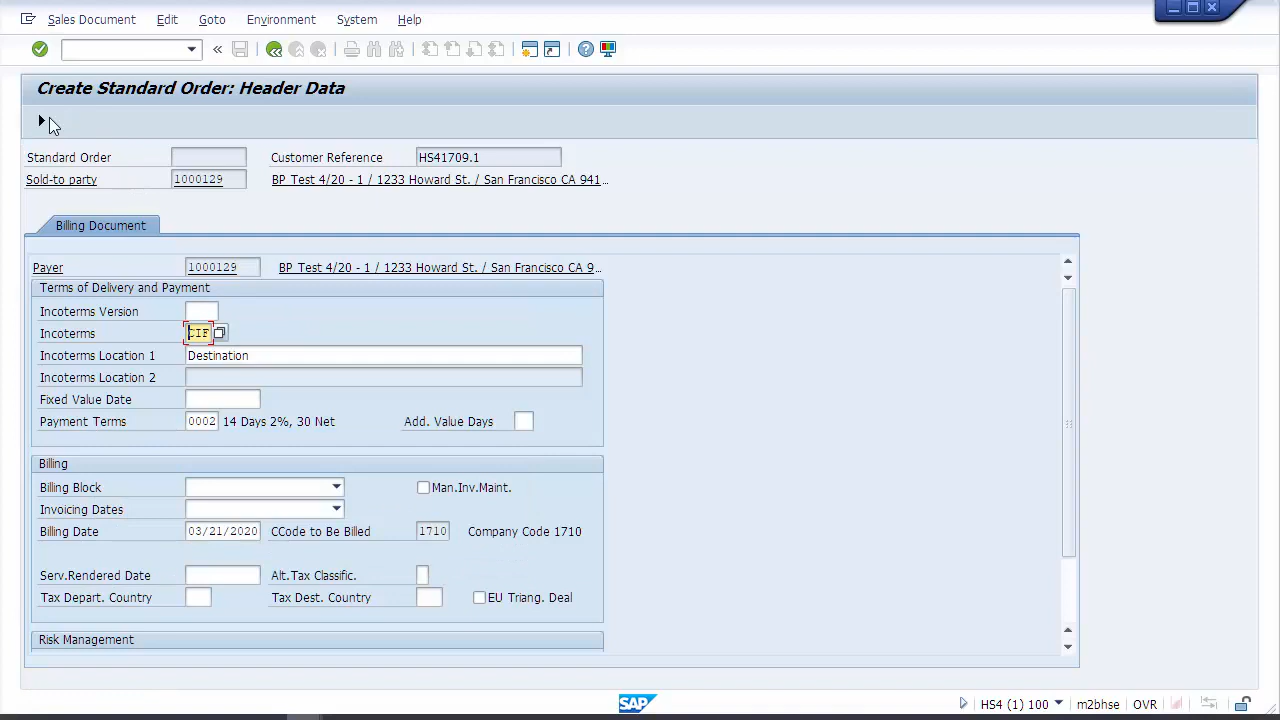 Sales Document Edit Goto Environment System Help
Create Standard Order: Header Data
Standard Order Customer Reference HS41709.1
Sold-to party 1000129 BP Test 4/20 - 1 / 1233 Howard St. / San Francisco CA 941...
Billing Document
Payer 1000129 BP Test 4/20 - 1 / 1233 Howard St. / San Francisco CA 9...
Terms of Delivery and Payment
Incoterms Version
Incoterms CIF
Incoterms Location 1 Destination
Incoterms Location 2
Fixed Value Date
Payment Terms 0002 14 Days 2%, 30 Net Add. Value Days
Billing
Billing Block Man.Inv.Maint.
Invoicing Dates
Billing Date 03/21/2020 CCode to Be Billed 1710 Company Code 1710
Serv.Rendered Date Alt.Tax Classific.
Tax Depart. Country Tax Dest. Country EU Triang. Deal
Risk Management
SAP HS4 (1) 100 m2bhse OVR